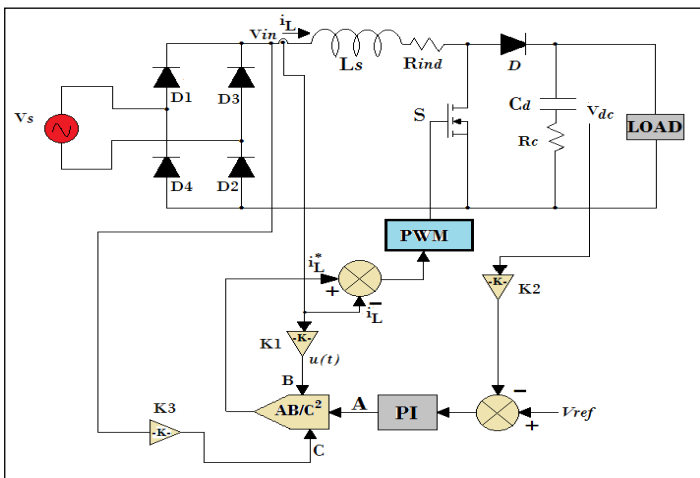 iL
Vin
Ls
Rind
D
D1
D3
Vs
S
Cd
Vdc
LOAD
Rc
D4
D2
PWM
iL*
+
−
iL
-K-
K2
K1
-K-
u(t)
B
AB/C²
A
PI
−
+
Vref
K3
-K-
C